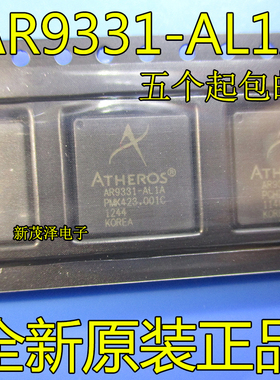 AR9331-AL1
五个起包
ATHEROS®
AR9331-AL1A
PMK423.001C
1244
KOREA
新茂泽电子
全新原装正品